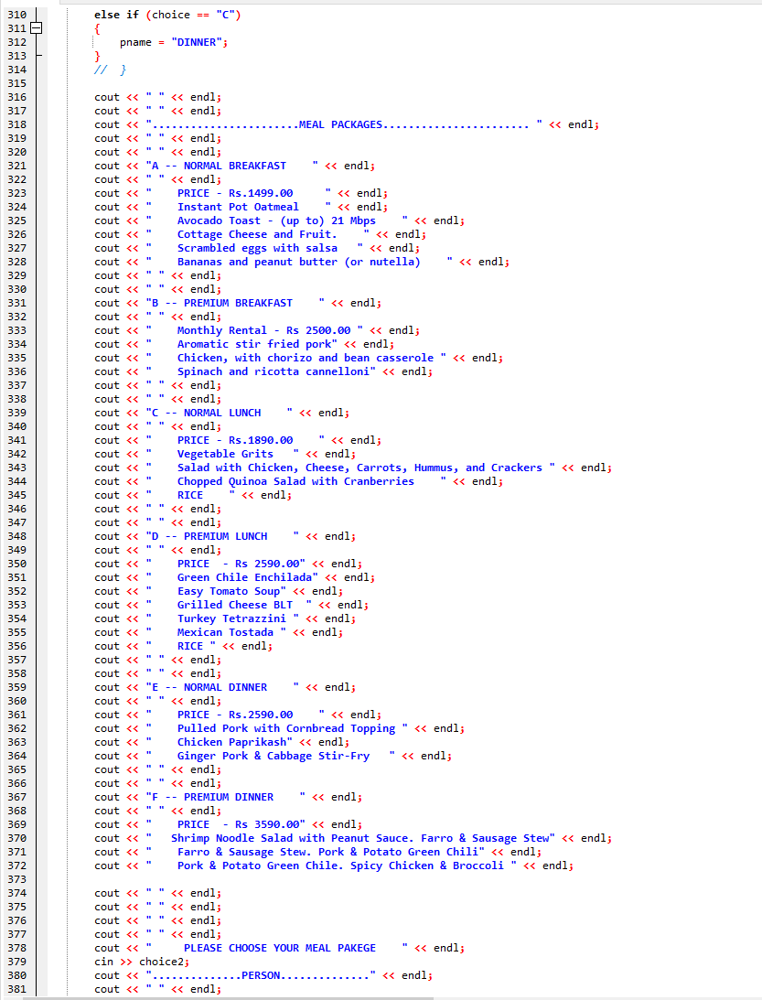 310 else if (choice == "C")
311 {
312 pname = "DINNER";
313 }
314 // }
315
316 cout << " " << endl;
317 cout << " " << endl;
318 cout << ".......................MEAL PACKAGES....................... " << endl;
319 cout << " " << endl;
320 cout << " " << endl;
321 cout << "A -- NORMAL BREAKFAST    " << endl;
322 cout << " " << endl;
323 cout << "    PRICE - Rs.1499.00     " << endl;
324 cout << "    Instant Pot Oatmeal    " << endl;
325 cout << "    Avocado Toast - (up to) 21 Mbps    " << endl;
326 cout << "    Cottage Cheese and Fruit.    " << endl;
327 cout << "    Scrambled eggs with salsa   " << endl;
328 cout << "    Bananas and peanut butter (or nutella)    " << endl;
329 cout << " " << endl;
330 cout << " " << endl;
331 cout << "B -- PREMIUM BREAKFAST    " << endl;
332 cout << " " << endl;
333 cout << "    Monthly Rental - Rs 2500.00 " << endl;
334 cout << "    Aromatic stir fried pork" << endl;
335 cout << "    Chicken, with chorizo and bean casserole " << endl;
336 cout << "    Spinach and ricotta cannelloni" << endl;
337 cout << " " << endl;
338 cout << " " << endl;
339 cout << "C -- NORMAL LUNCH    " << endl;
340 cout << " " << endl;
341 cout << "    PRICE - Rs.1890.00    " << endl;
342 cout << "    Vegetable Grits   " << endl;
343 cout << "    Salad with Chicken, Cheese, Carrots, Hummus, and Crackers " << endl;
344 cout << "    Chopped Quinoa Salad with Cranberries    " << endl;
345 cout << "    RICE    " << endl;
346 cout << " " << endl;
347 cout << " " << endl;
348 cout << "D -- PREMIUM LUNCH    " << endl;
349 cout << " " << endl;
350 cout << "    PRICE  - Rs 2590.00" << endl;
351 cout << "    Green Chile Enchilada" << endl;
352 cout << "    Easy Tomato Soup" << endl;
353 cout << "    Grilled Cheese BLT  " << endl;
354 cout << "    Turkey Tetrazzini " << endl;
355 cout << "    Mexican Tostada " << endl;
356 cout << "    RICE " << endl;
357 cout << " " << endl;
358 cout << " " << endl;
359 cout << "E -- NORMAL DINNER    " << endl;
360 cout << " " << endl;
361 cout << "    PRICE - Rs.2590.00    " << endl;
362 cout << "    Pulled Pork with Cornbread Topping " << endl;
363 cout << "    Chicken Paprikash" << endl;
364 cout << "    Ginger Pork & Cabbage Stir-Fry   " << endl;
365 cout << " " << endl;
366 cout << " " << endl;
367 cout << "F -- PREMIUM DINNER    " << endl;
368 cout << " " << endl;
369 cout << "    PRICE  - Rs 3590.00" << endl;
370 cout << "   Shrimp Noodle Salad with Peanut Sauce. Farro & Sausage Stew" << endl;
371 cout << "    Farro & Sausage Stew. Pork & Potato Green Chili" << endl;
372 cout << "    Pork & Potato Green Chile. Spicy Chicken & Broccoli " << endl;
373
374 cout << " " << endl;
375 cout << " " << endl;
376 cout << " " << endl;
377 cout << " " << endl;
378 cout << "     PLEASE CHOOSE YOUR MEAL PAKEGE    " << endl;
379 cin >> choice2;
380 cout << "..............PERSON.............." << endl;
381 cout << " " << endl;